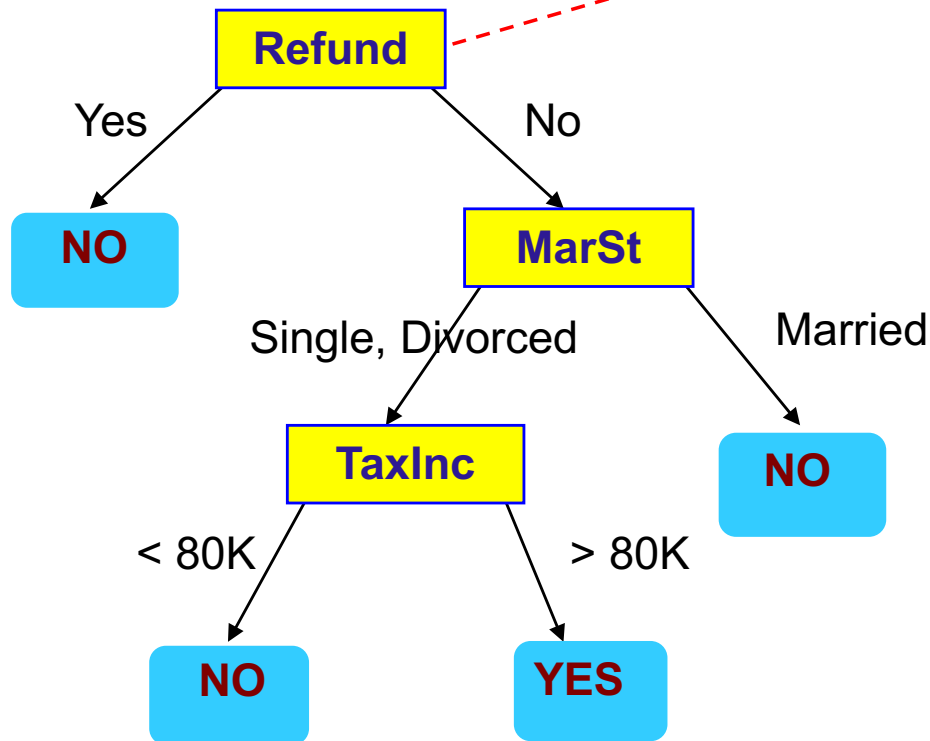 Refund
Yes
No
NO
MarSt
Single, Divorced
Married
TaxInc
NO
< 80K
> 80K
NO
YES